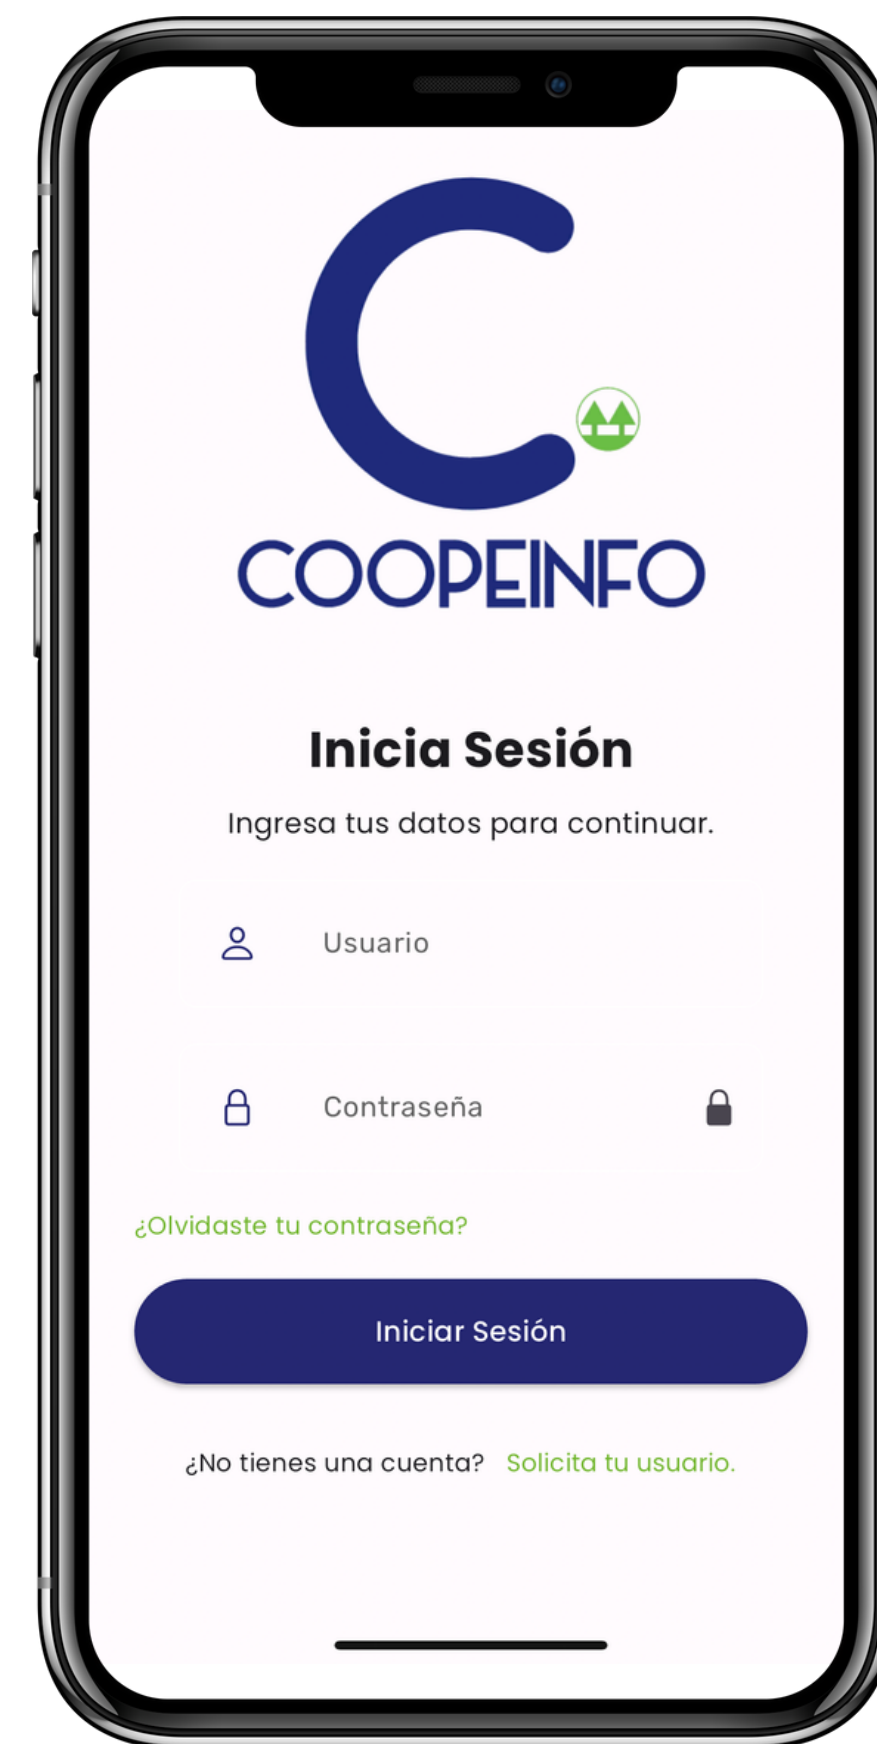 C
COOPEINFO
Inicia Sesión
Ingresa tus datos para continuar.
Usuario
Contraseña
¿Olvidaste tu contraseña?
Iniciar Sesión
¿No tienes una cuenta? Solicita tu usuario.